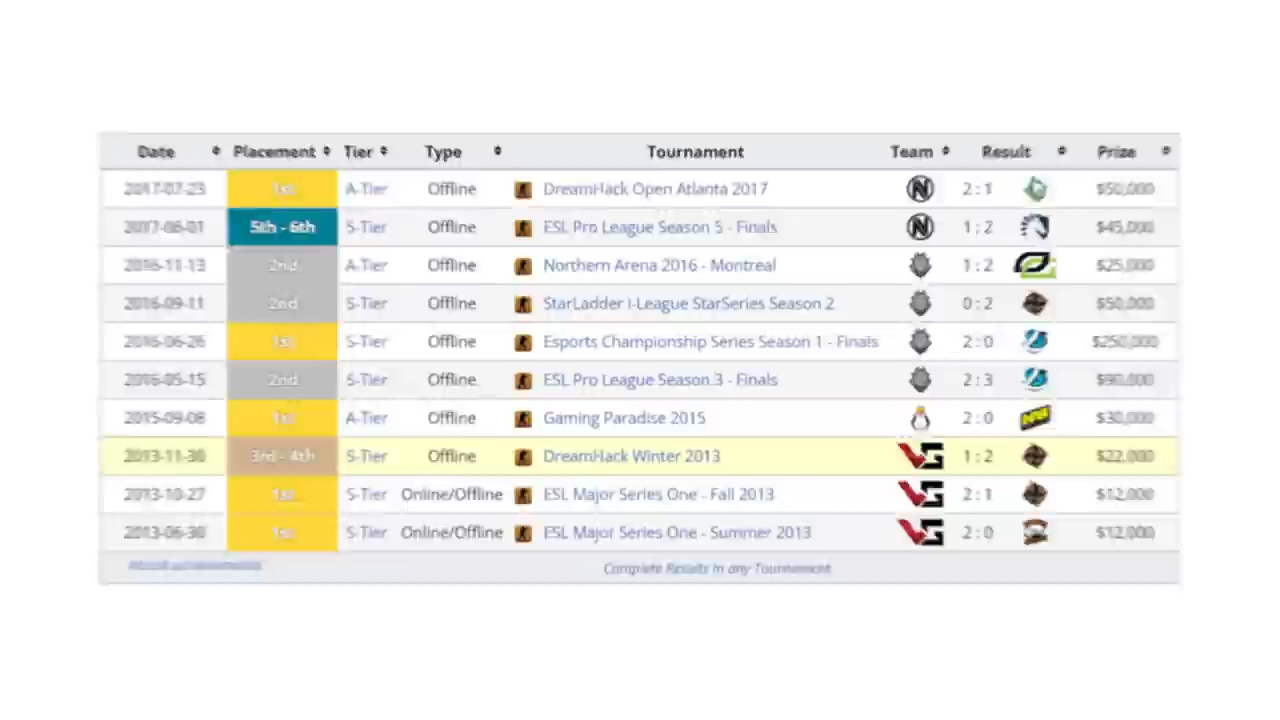 Date Placement Tier Type Tournament Team Result Prize
2017-07-23 1st A-Tier Offline DreamHack Open Atlanta 2017 2 : 1 $50,000
2017-06-01 5th - 6th S-Tier Offline ESL Pro League Season 5 - Finals 1 : 2 $45,000
2016-11-13 2nd A-Tier Offline Northern Arena 2016 - Montreal 1 : 2 $25,000
2016-09-11 2nd S-Tier Offline StarLadder i-League StarSeries Season 2 0 : 2 $50,000
2016-06-26 1st S-Tier Offline Esports Championship Series Season 1 - Finals 2 : 0 $250,000
2016-05-15 2nd S-Tier Offline ESL Pro League Season 3 - Finals 2 : 3 $90,000
2015-09-08 1st A-Tier Offline Gaming Paradise 2015 2 : 0 $30,000
2013-11-30 3rd - 4th S-Tier Offline DreamHack Winter 2013 1 : 2 $22,000
2013-10-27 1st S-Tier Online/Offline ESL Major Series One - Fall 2013 2 : 1 $12,000
2013-06-30 1st S-Tier Online/Offline ESL Major Series One - Summer 2013 2 : 0 $12,000
About achievements Complete Results in any Tournament